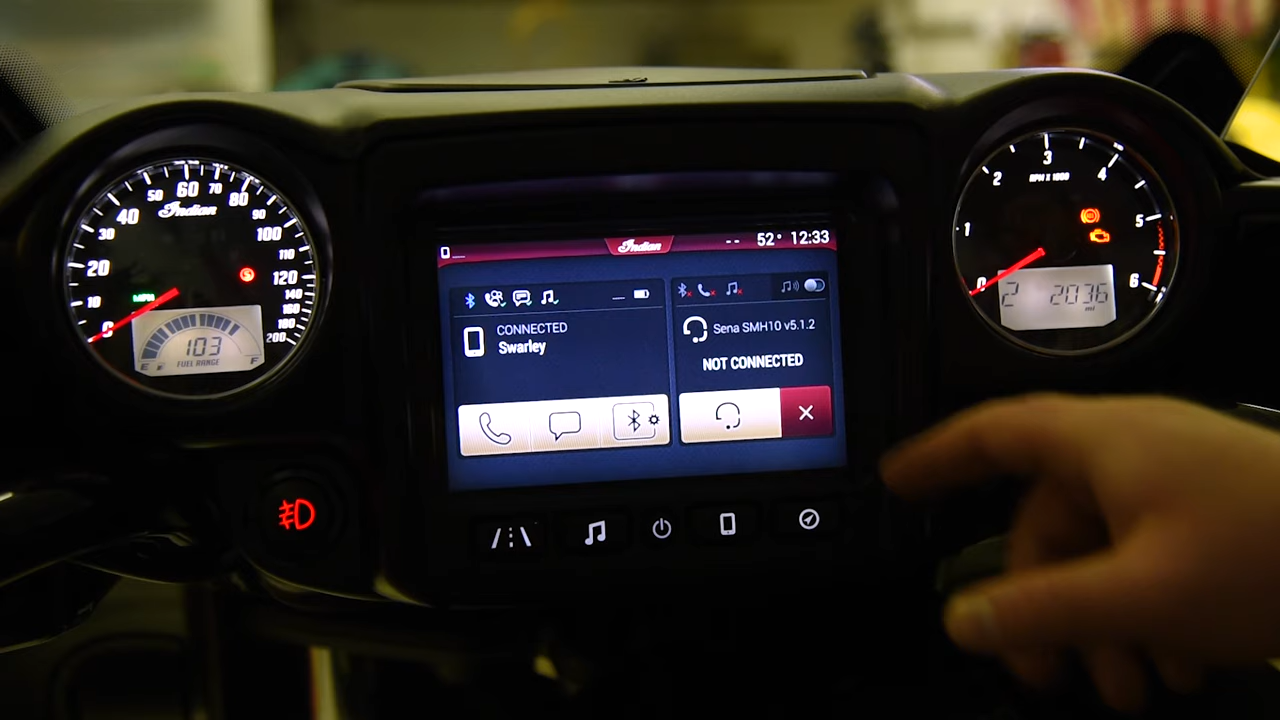 50 60 70
40 80
30 Indian 90
20 100
10 110
0 MPH 120
140
160
180
200
103
E FUEL RANGE F
Indian -- 52° 12:33
CONNECTED
Swarley
Sena SMH10 v5.1.2
NOT CONNECTED
3
2 4
RPM X 1000
1 5
0 6
2 2036
mi